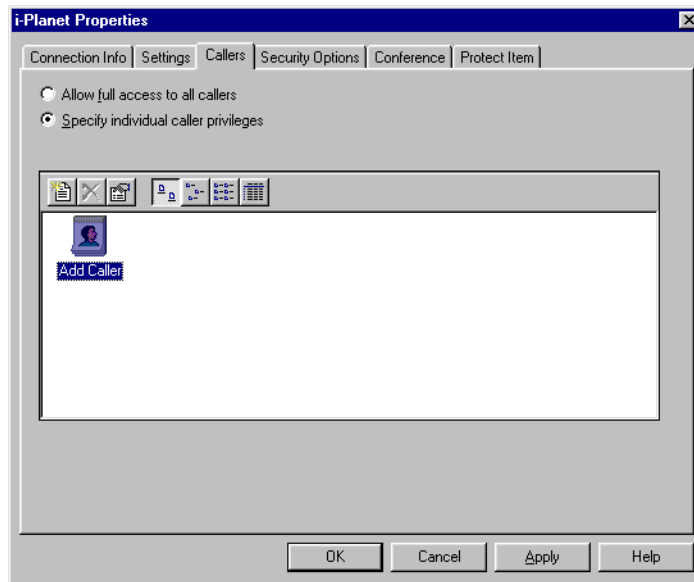 i-Planet Properties
Connection Info Settings Callers Security Options Conference Protect Item
Allow full access to all callers
Specify individual caller privileges
Add Caller
OK Cancel Apply Help